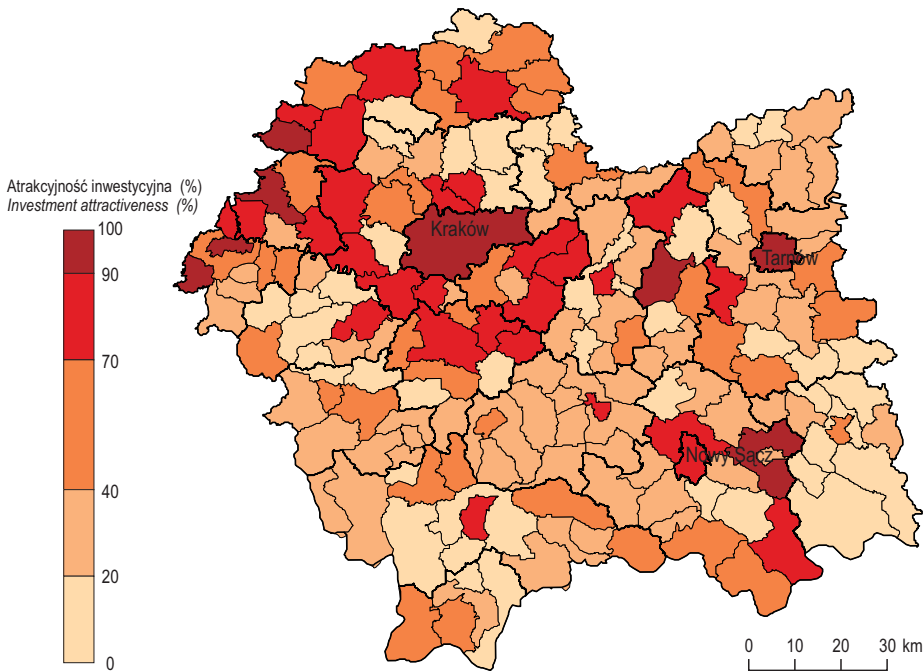 Atrakcyjność inwestycyjna (%)
Investment attractiveness (%)
100
90
70
40
20
0
Kraków
Tarnów
Nowy Sącz
0 10 20 30 km